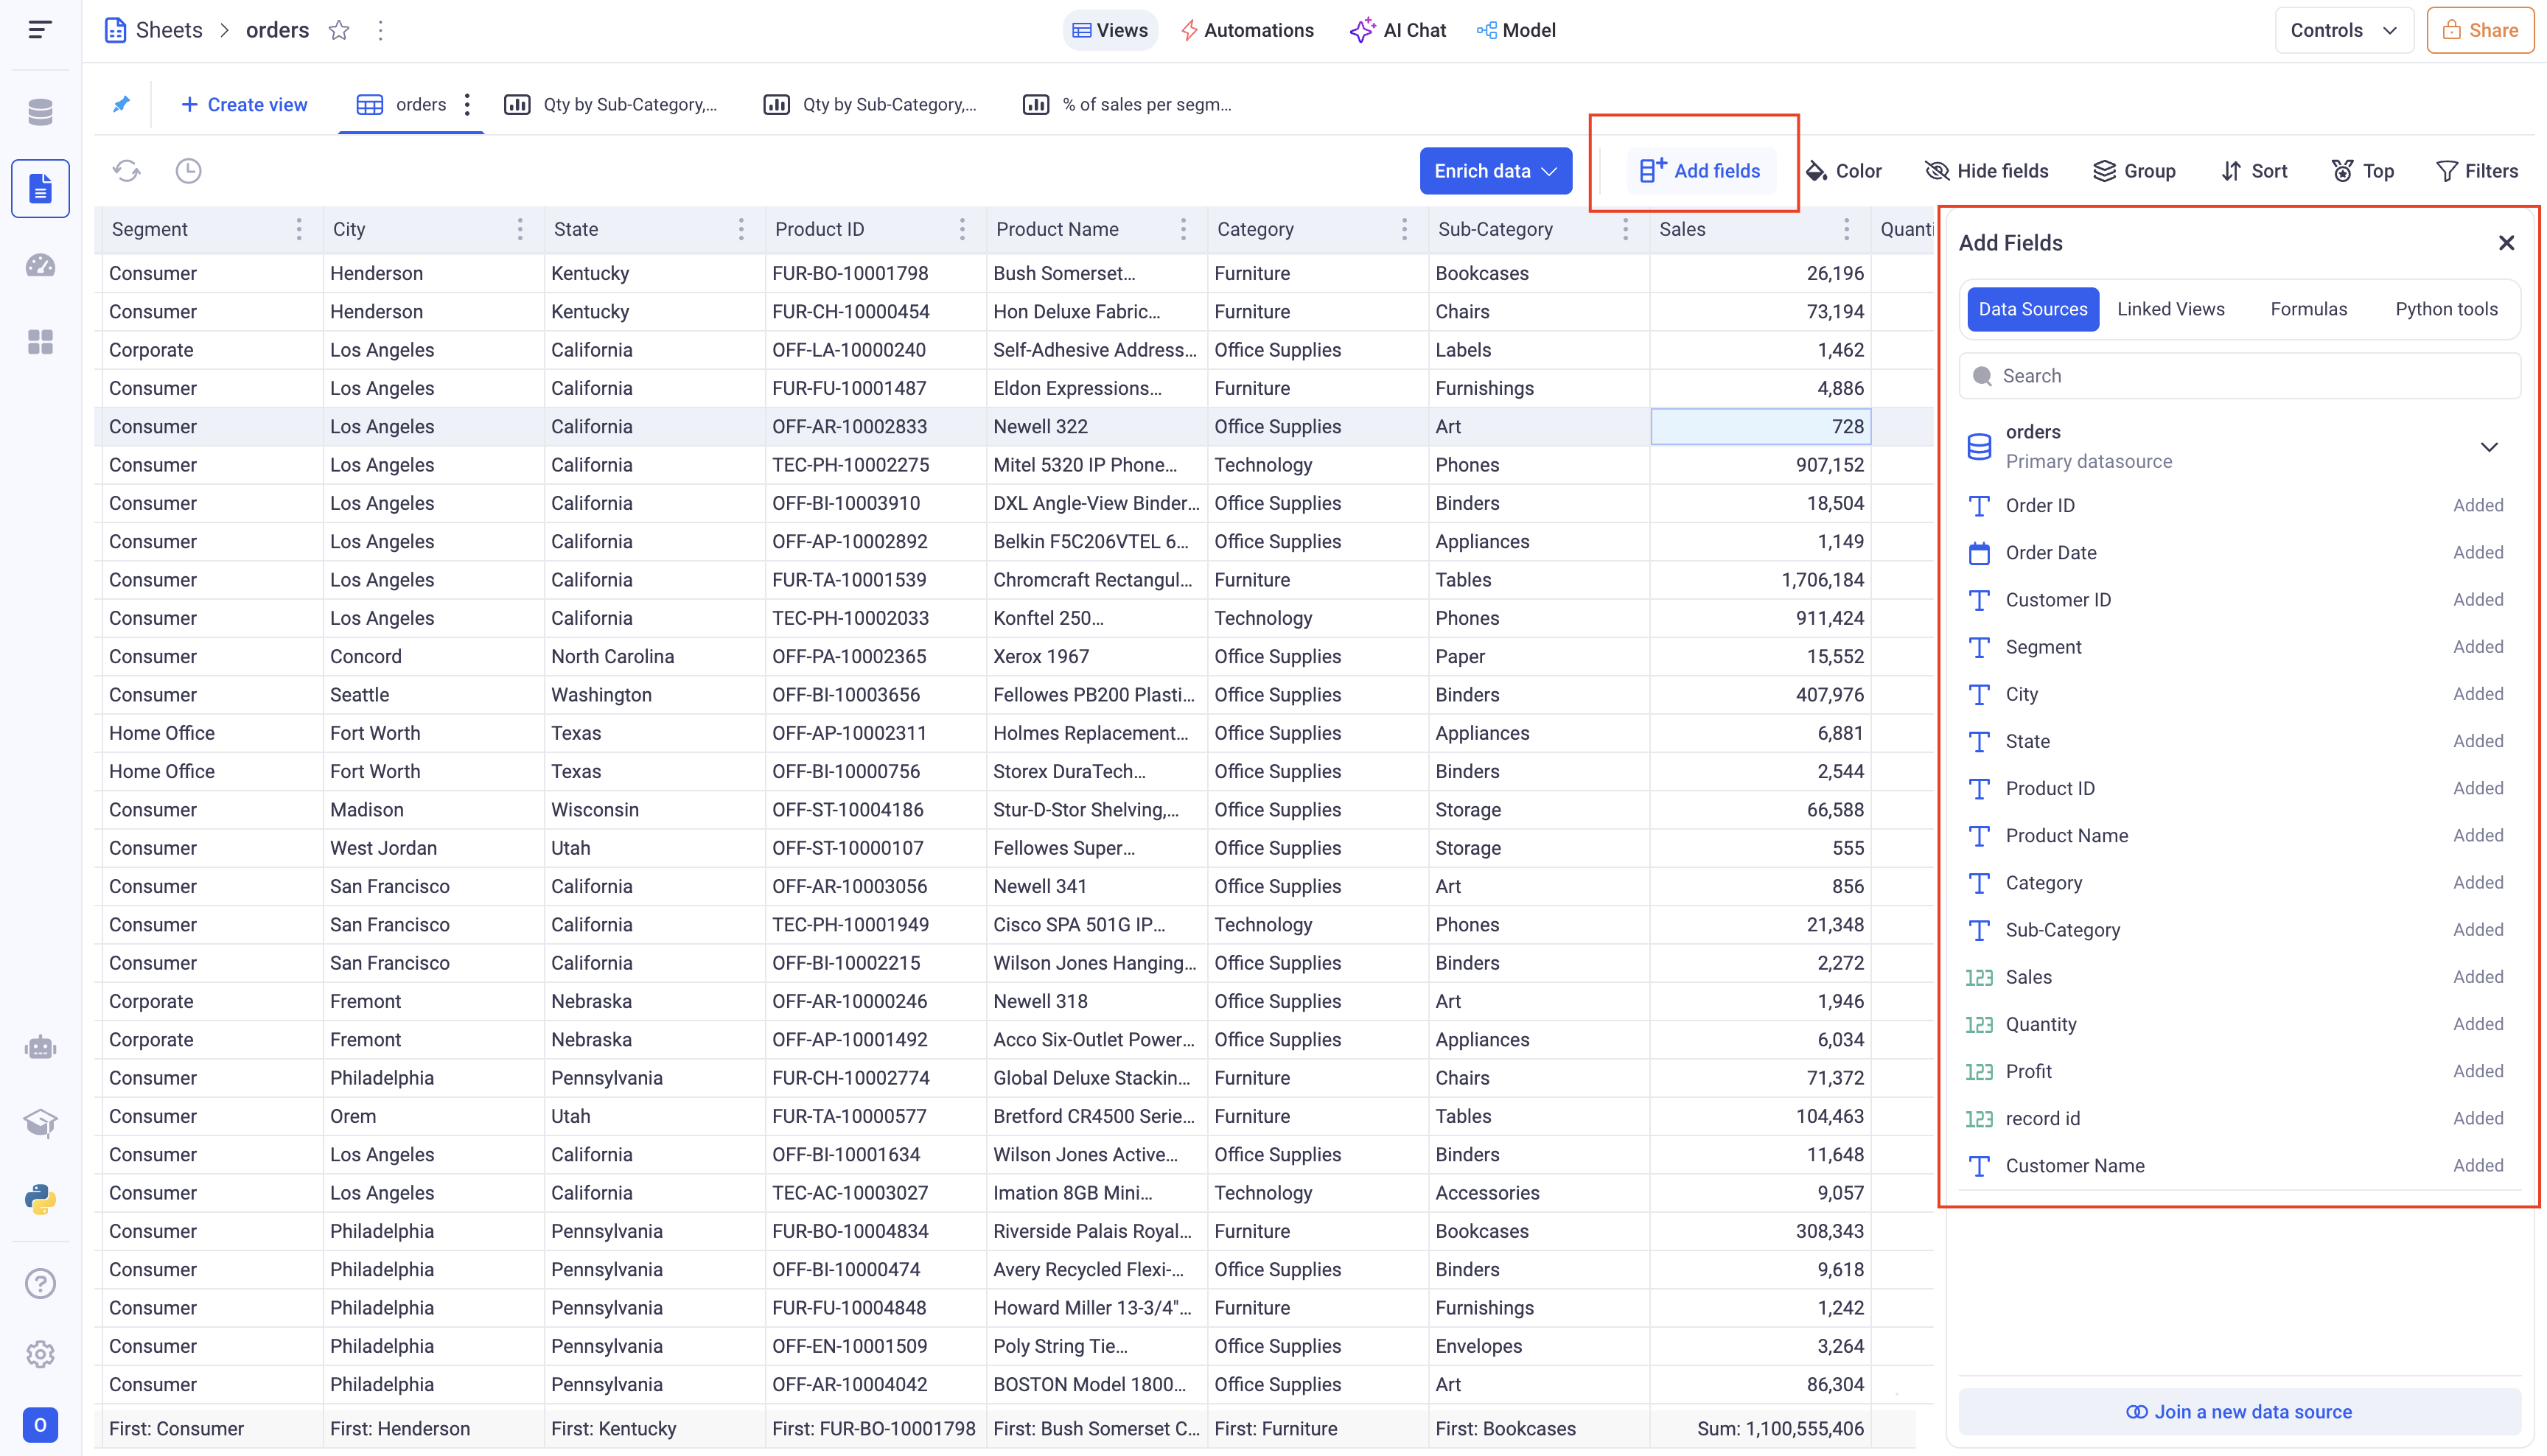 Sheets > orders
Views
Automations
AI Chat
Model
Controls
Share
+ Create view
orders
Qty by Sub-Category,...
Qty by Sub-Category,...
% of sales per segm...
Enrich data
Add fields
Color
Hide fields
Group
Sort
Top
Filters
Segment City State Product ID Product Name Category Sub-Category Sales Quanti
Consumer Henderson Kentucky FUR-BO-10001798 Bush Somerset... Furniture Bookcases 26,196
Consumer Henderson Kentucky FUR-CH-10000454 Hon Deluxe Fabric... Furniture Chairs 73,194
Corporate Los Angeles California OFF-LA-10000240 Self-Adhesive Address... Office Supplies Labels 1,462
Consumer Los Angeles California FUR-FU-10001487 Eldon Expressions... Furniture Furnishings 4,886
Consumer Los Angeles California OFF-AR-10002833 Newell 322 Office Supplies Art 728
Consumer Los Angeles California TEC-PH-10002275 Mitel 5320 IP Phone... Technology Phones 907,152
Consumer Los Angeles California OFF-BI-10003910 DXL Angle-View Binder... Office Supplies Binders 18,504
Consumer Los Angeles California OFF-AP-10002892 Belkin F5C206VTEL 6... Office Supplies Appliances 1,149
Consumer Los Angeles California FUR-TA-10001539 Chromcraft Rectangul... Furniture Tables 1,706,184
Consumer Los Angeles California TEC-PH-10002033 Konftel 250... Technology Phones 911,424
Consumer Concord North Carolina OFF-PA-10002365 Xerox 1967 Office Supplies Paper 15,552
Consumer Seattle Washington OFF-BI-10003656 Fellowes PB200 Plasti... Office Supplies Binders 407,976
Home Office Fort Worth Texas OFF-AP-10002311 Holmes Replacement... Office Supplies Appliances 6,881
Home Office Fort Worth Texas OFF-BI-10000756 Storex DuraTech... Office Supplies Binders 2,544
Consumer Madison Wisconsin OFF-ST-10004186 Stur-D-Stor Shelving,... Office Supplies Storage 66,588
Consumer West Jordan Utah OFF-ST-10000107 Fellowes Super... Office Supplies Storage 555
Consumer San Francisco California OFF-AR-10003056 Newell 341 Office Supplies Art 856
Consumer San Francisco California TEC-PH-10001949 Cisco SPA 501G IP... Technology Phones 21,348
Consumer San Francisco California OFF-BI-10002215 Wilson Jones Hanging... Office Supplies Binders 2,272
Corporate Fremont Nebraska OFF-AR-10000246 Newell 318 Office Supplies Art 1,946
Corporate Fremont Nebraska OFF-AP-10001492 Acco Six-Outlet Power... Office Supplies Appliances 6,034
Consumer Philadelphia Pennsylvania FUR-CH-10002774 Global Deluxe Stackin... Furniture Chairs 71,372
Consumer Orem Utah FUR-TA-10000577 Bretford CR4500 Serie... Furniture Tables 104,463
Consumer Los Angeles California OFF-BI-10001634 Wilson Jones Active... Office Supplies Binders 11,648
Consumer Los Angeles California TEC-AC-10003027 Imation 8GB Mini... Technology Accessories 9,057
Consumer Philadelphia Pennsylvania FUR-BO-10004834 Riverside Palais Royal... Furniture Bookcases 308,343
Consumer Philadelphia Pennsylvania OFF-BI-10000474 Avery Recycled Flexi-... Office Supplies Binders 9,618
Consumer Philadelphia Pennsylvania FUR-FU-10004848 Howard Miller 13-3/4"... Furniture Furnishings 1,242
Consumer Philadelphia Pennsylvania OFF-EN-10001509 Poly String Tie... Office Supplies Envelopes 3,264
Consumer Philadelphia Pennsylvania OFF-AR-10004042 BOSTON Model 1800... Office Supplies Art 86,304
First: Consumer First: Henderson First: Kentucky First: FUR-BO-10001798 First: Bush Somerset C... First: Furniture First: Bookcases Sum: 1,100,555,406
Add Fields
Data Sources Linked Views Formulas Python tools
Search
orders
Primary datasource
Order ID Added
Order Date Added
Customer ID Added
Segment Added
City Added
State Added
Product ID Added
Product Name Added
Category Added
Sub-Category Added
123 Sales Added
123 Quantity Added
123 Profit Added
123 record id Added
Customer Name Added
Join a new data source
O